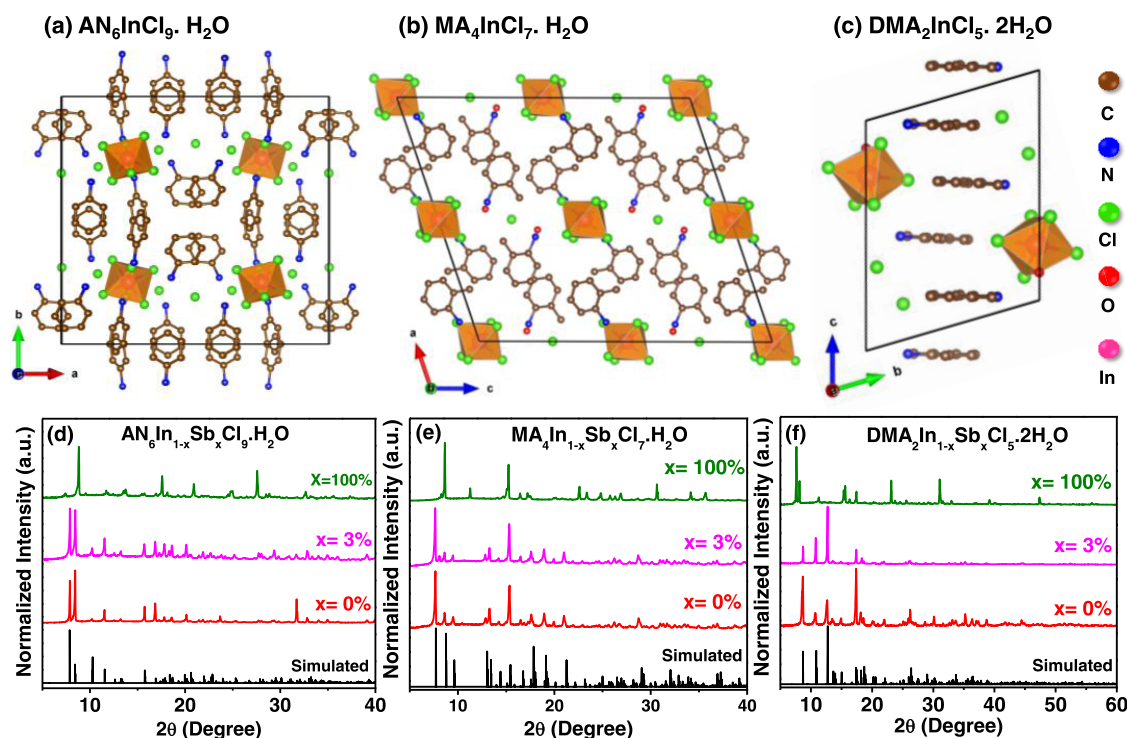 (a) AN₆InCl₉. H₂O
(b) MA₄InCl₇. H₂O
(c) DMA₂InCl₅. 2H₂O
C
N
Cl
O
In
b
a
a
b
c
c
b
a
(d) AN₆In₁₋ₓSbₓCl₉.H₂O
X=100%
x= 3%
x= 0%
Simulated
Normalized Intensity (a.u.)
10 20 30 40
2θ (Degree)
(e) MA₄In₁₋ₓSbₓCl₇.H₂O
x= 100%
x= 3%
x= 0%
Simulated
Normalized Intensity (a.u.)
10 20 30 40
2θ (Degree)
(f) DMA₂In₁₋ₓSbₓCl₅.2H₂O
x= 100%
x= 3%
x= 0%
Simulated
Normalized Intensity (a.u.)
10 20 30 40 50 60
2θ (Degree)